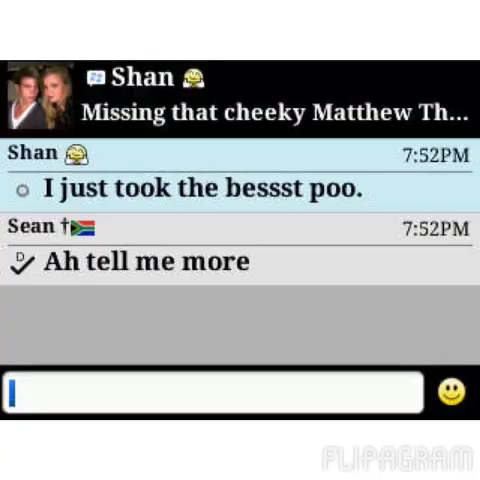 Shan
Missing that cheeky Matthew Th...
Shan 7:52PM
I just took the bessst poo.
Sean † 7:52PM
D
Ah tell me more
FLIPAGRAM